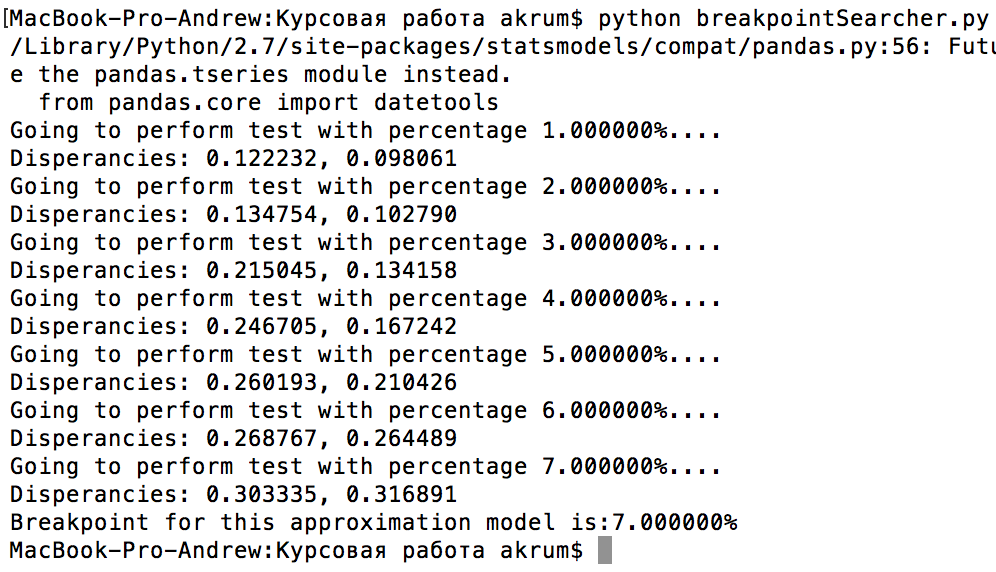 [MacBook-Pro-Andrew:Курсовая работа akrum$ python breakpointSearcher.py
/Library/Python/2.7/site-packages/statsmodels/compat/pandas.py:56: Futu
e the pandas.tseries module instead.
  from pandas.core import datetools
Going to perform test with percentage 1.000000%....
Disperancies: 0.122232, 0.098061
Going to perform test with percentage 2.000000%....
Disperancies: 0.134754, 0.102790
Going to perform test with percentage 3.000000%....
Disperancies: 0.215045, 0.134158
Going to perform test with percentage 4.000000%....
Disperancies: 0.246705, 0.167242
Going to perform test with percentage 5.000000%....
Disperancies: 0.260193, 0.210426
Going to perform test with percentage 6.000000%....
Disperancies: 0.268767, 0.264489
Going to perform test with percentage 7.000000%....
Disperancies: 0.303335, 0.316891
Breakpoint for this approximation model is:7.000000%
MacBook-Pro-Andrew:Курсовая работа akrum$